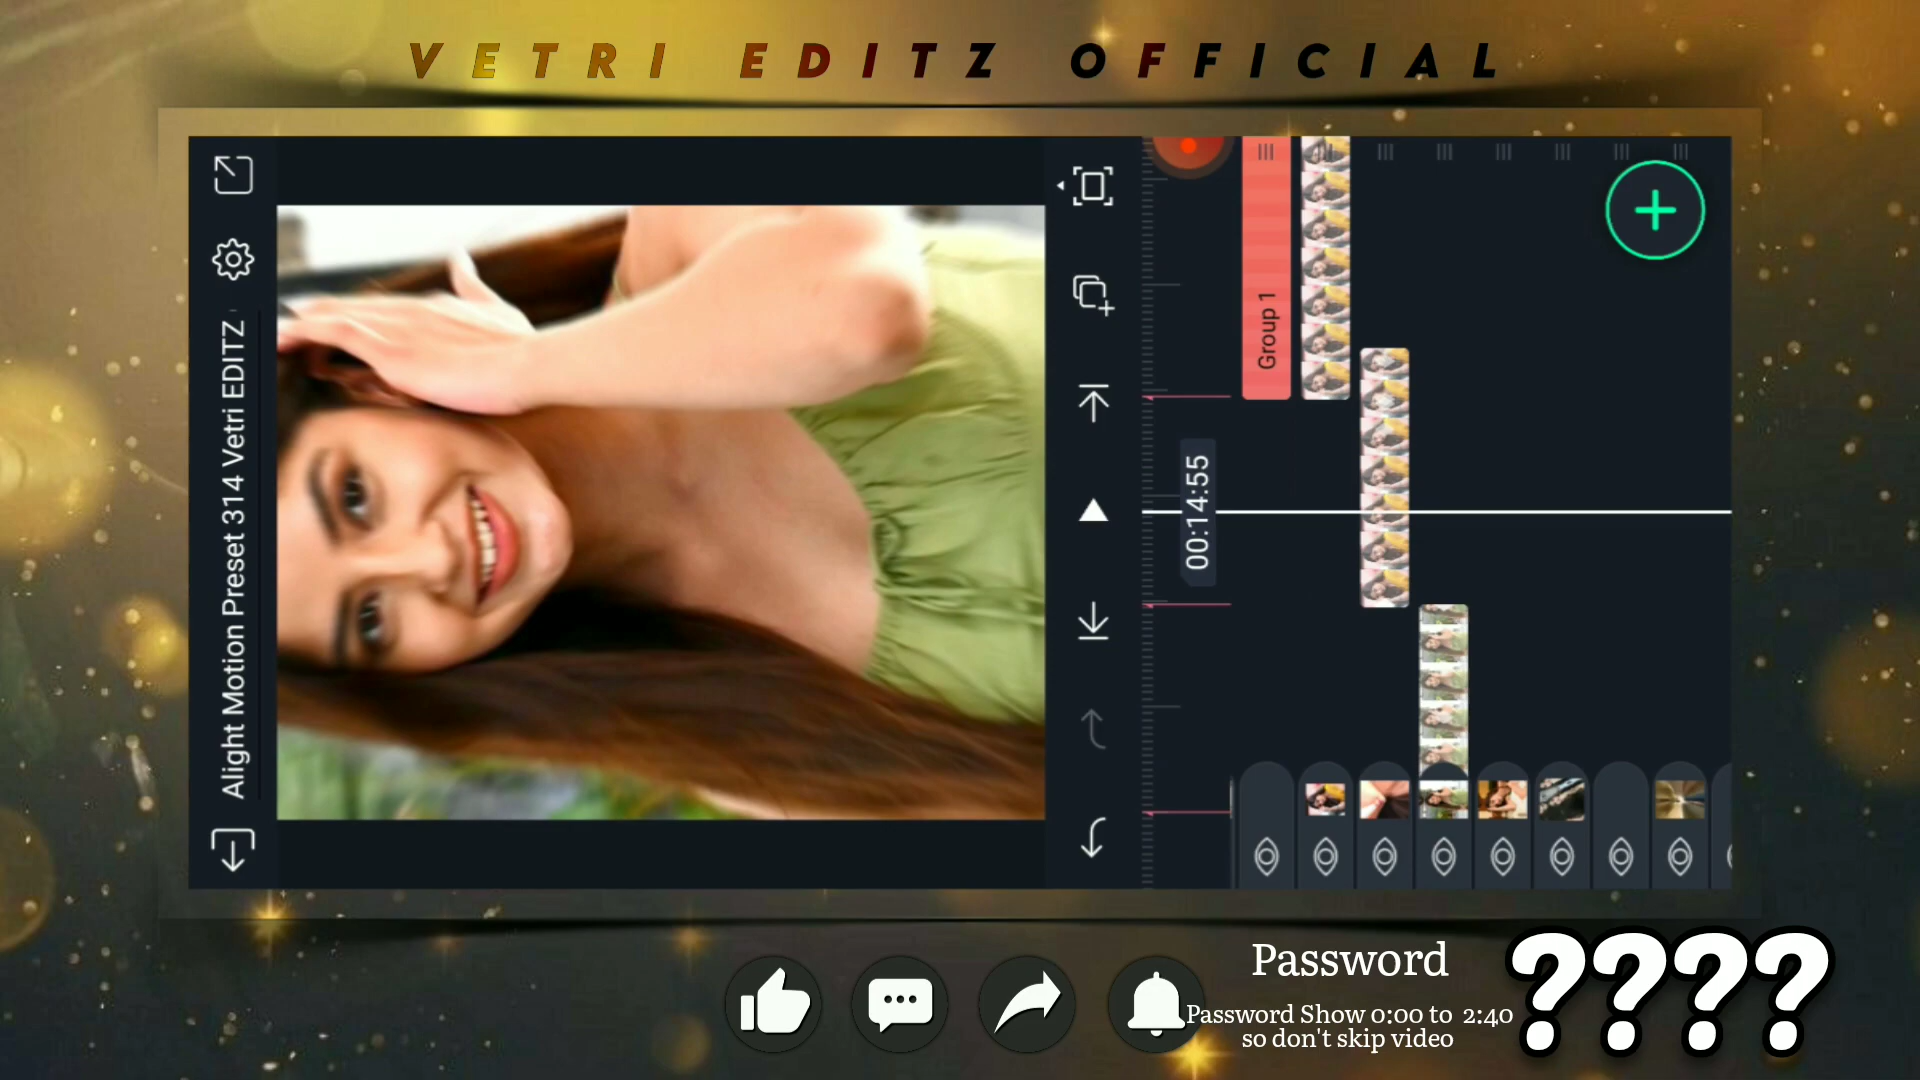 VETRI EDITZ OFFICIAL
Alight Motion Preset 314 Vetri EDITZ
Group 1
00:14:55
Password
????
Password Show 0:00 to 2:40
so don't skip video